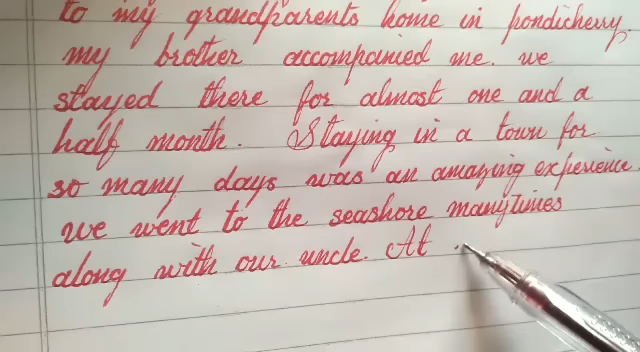 to my grandparents home in pondicherry.
my brother accompanied me. we
stayed there for almost one and a
half month. Staying in a town for
so many days was an amazing experience.
we went to the seashore manytimes
along with our uncle. At